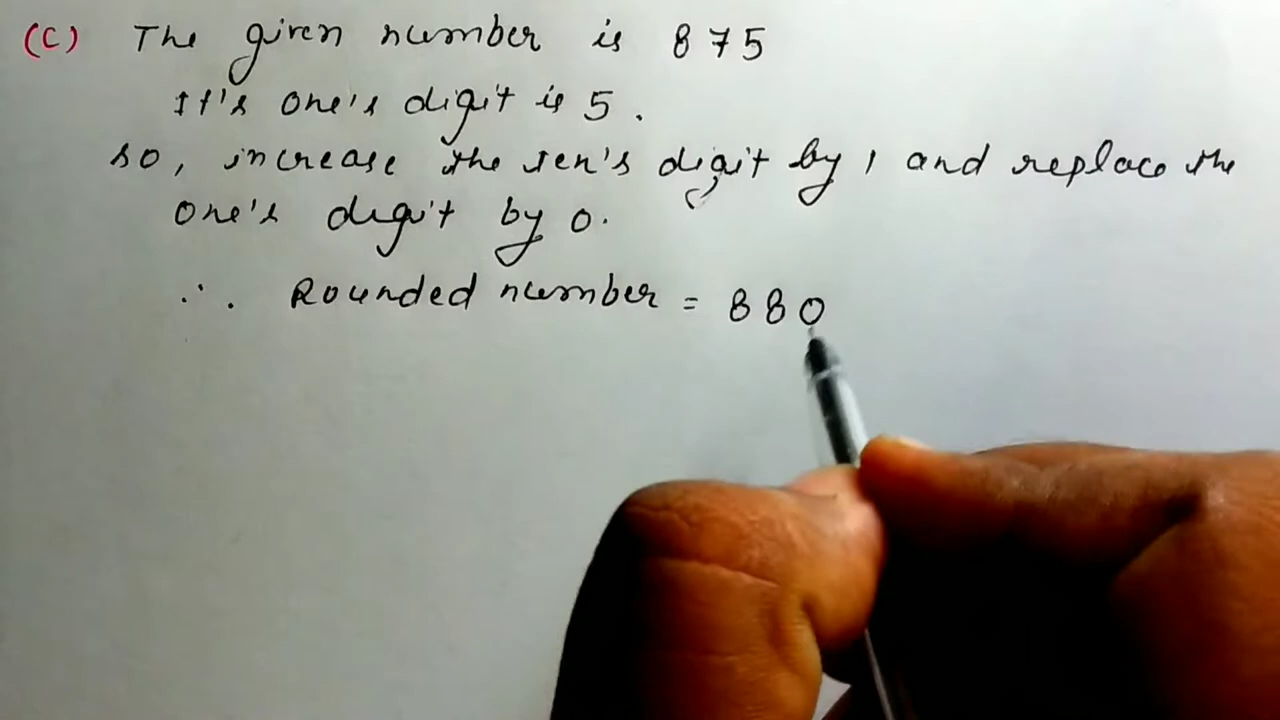 (C) The given number is 875
It's one's digit is 5.
so, increase the ten's digit by 1 and replace the
one's digit by 0.
∴ Rounded number = 880